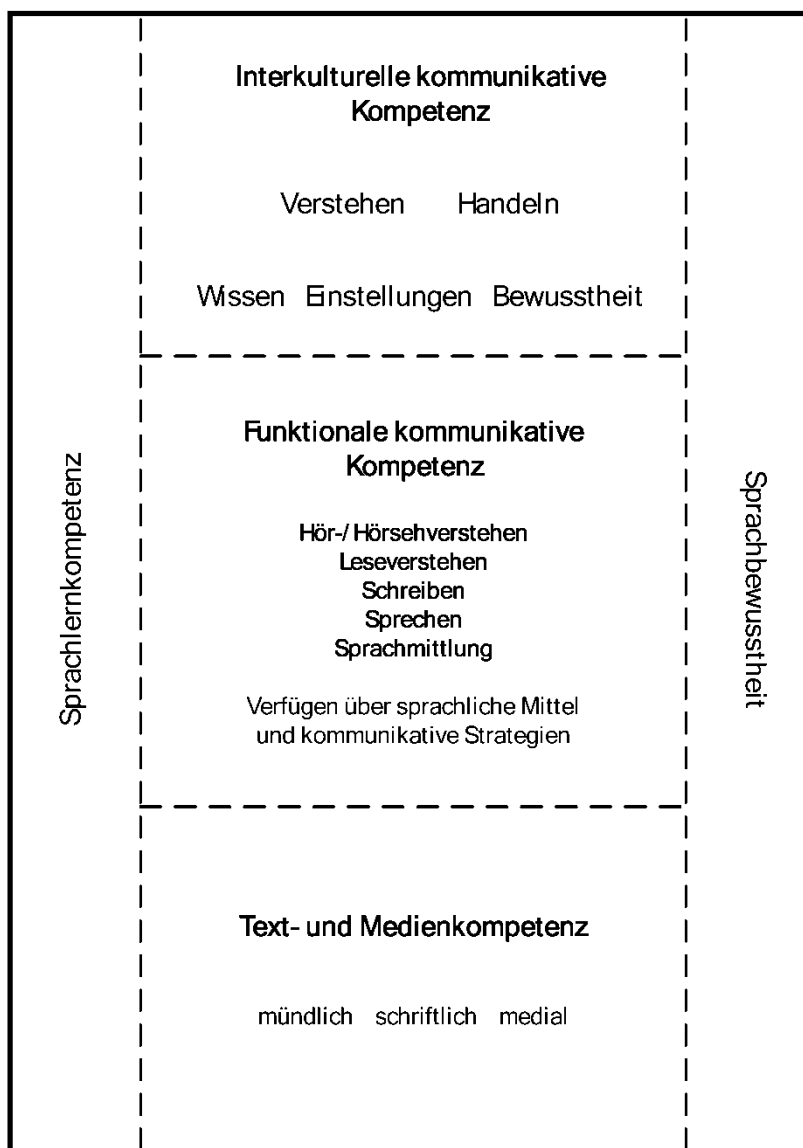 Interkulturelle kommunikative
Kompetenz
Verstehen Handeln
Wissen Einstellungen Bewusstheit
Funktionale kommunikative
Kompetenz
Hör-/ Hörsehverstehen
Leseverstehen
Schreiben
Sprechen
Sprachmittlung
Verfügen über sprachliche Mittel
und kommunikative Strategien
Text- und Medienkompetenz
mündlich schriftlich medial
Sprachlernkompetenz
Sprachbewusstheit